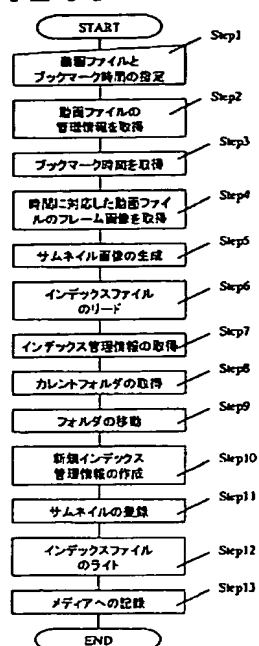 START
動画ファイルと
ブックマーク時間の指定
Step1
動画ファイルの
管理情報を取得
Step2
ブックマーク時間を取得
Step3
時間に対応した動画ファイ
ルのフレーム画像を取得
Step4
サムネイル画像の生成
Step5
インデックスファイル
のリード
Step6
インデックス管理情報の取得
Step7
カレントフォルダの取得
Step8
フォルダの移動
Step9
新規インデックス
管理情報の作成
Step10
サムネイルの登録
Step11
インデックスファイル
のライト
Step12
メディアへの記録
Step13
END